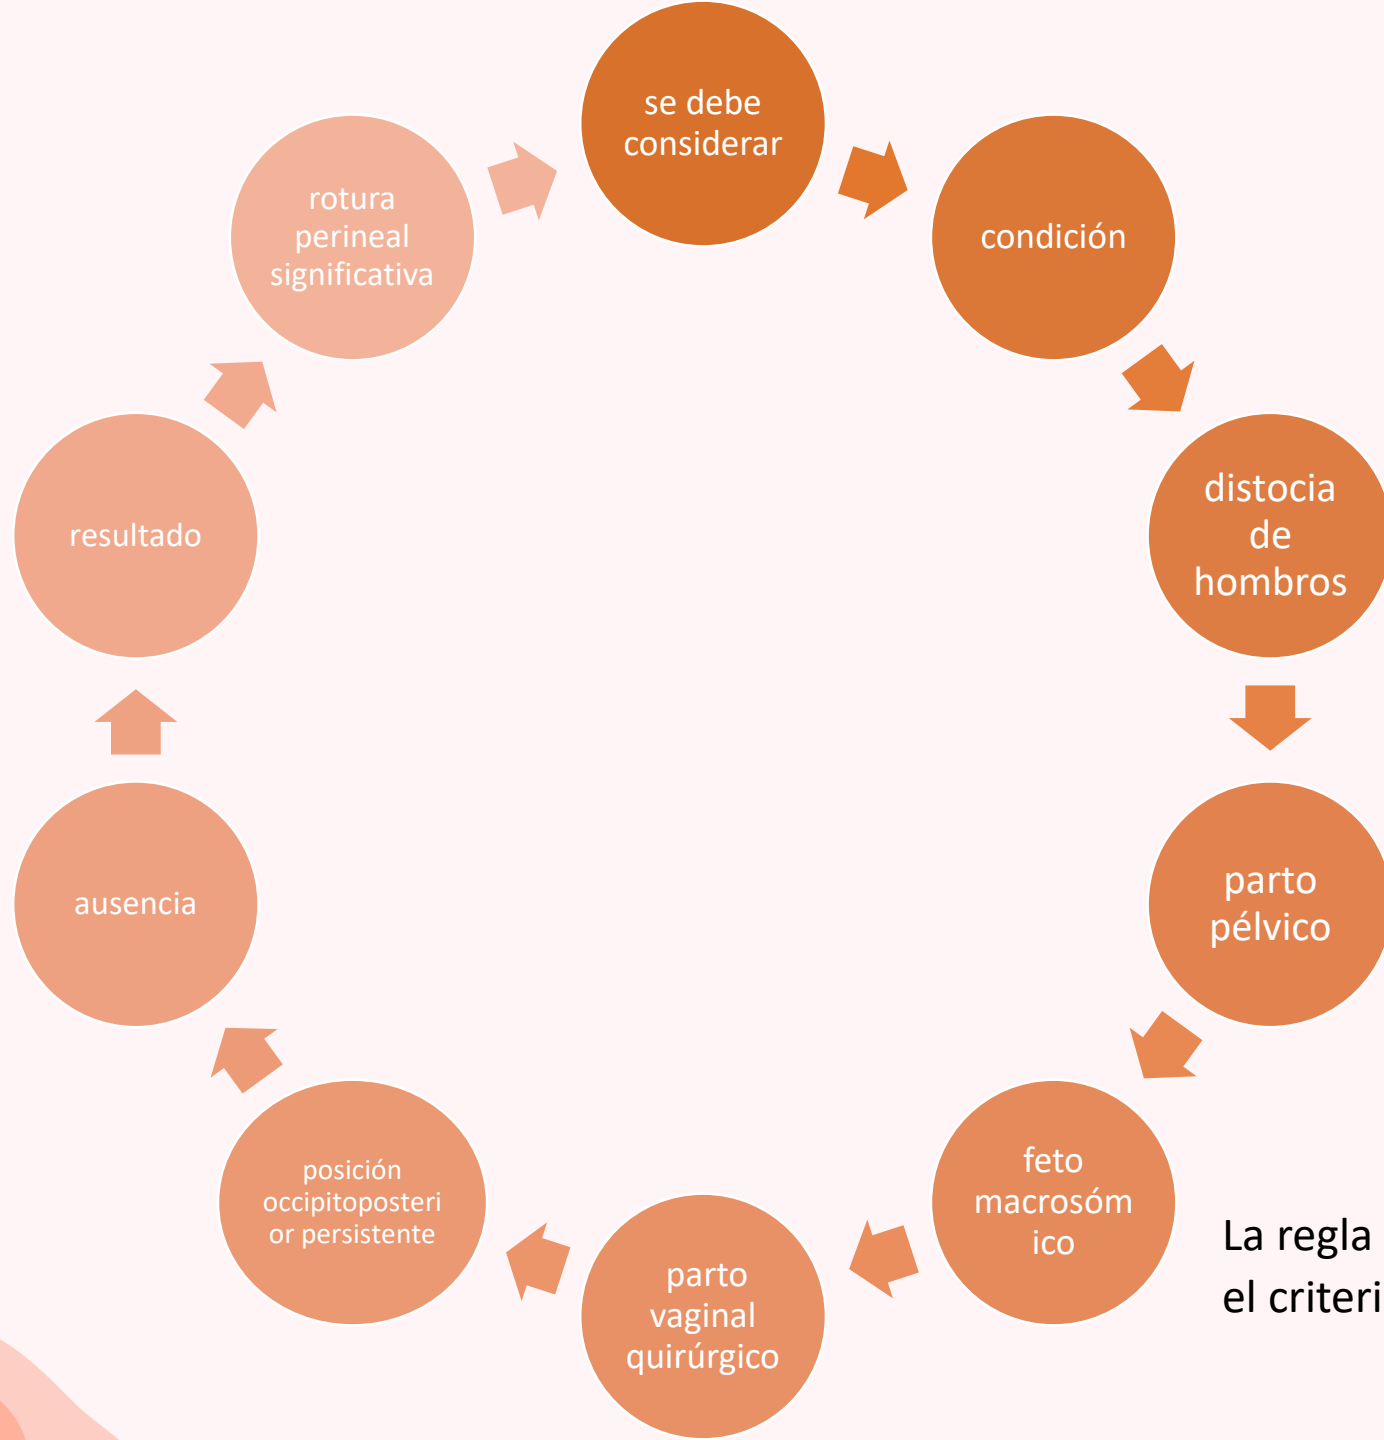 se debe
considerar
condición
distocia
de
hombros
parto
pélvico
feto
macrosóm
ico
parto
vaginal
quirúrgico
posición
occipitoposteri
or persistente
ausencia
resultado
rotura
perineal
significativa
La regla
el criteri